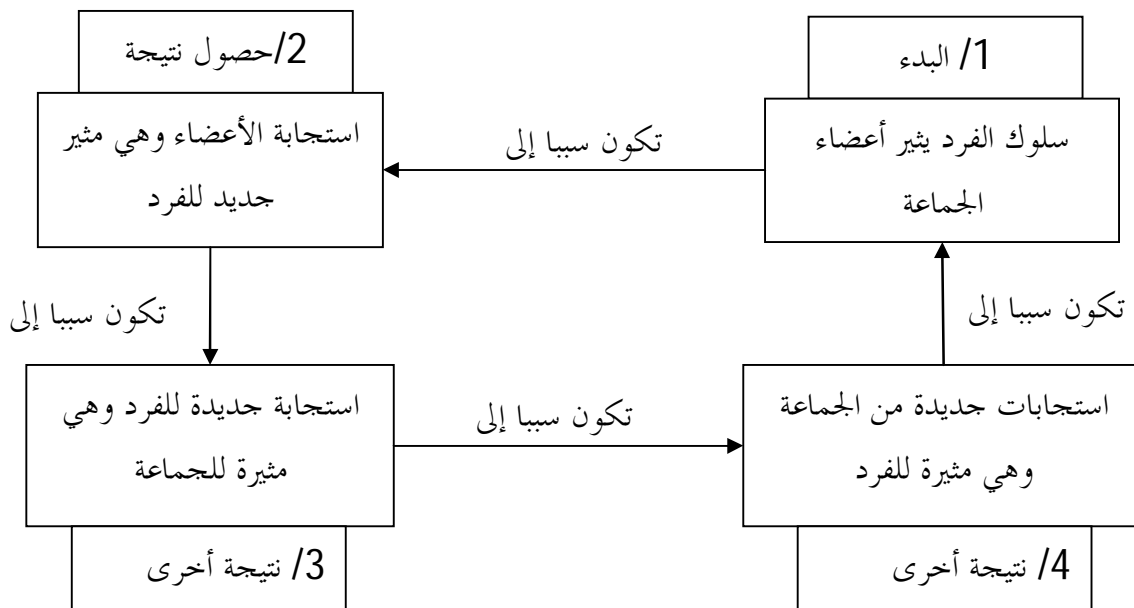 1/ البدء
سلوك الفرد يثير أعضاء
الجماعة
تكون سببا إلى
2/حصول نتيجة
استجابة الأعضاء وهي مثير
جديد للفرد
تكون سببا إلى
استجابة جديدة للفرد وهي
مثيرة للجماعة
3/ نتيجة أخرى
تكون سببا إلى
استجابات جديدة من الجماعة
وهي مثيرة للفرد
4/ نتيجة أخرى
تكون سببا إلى